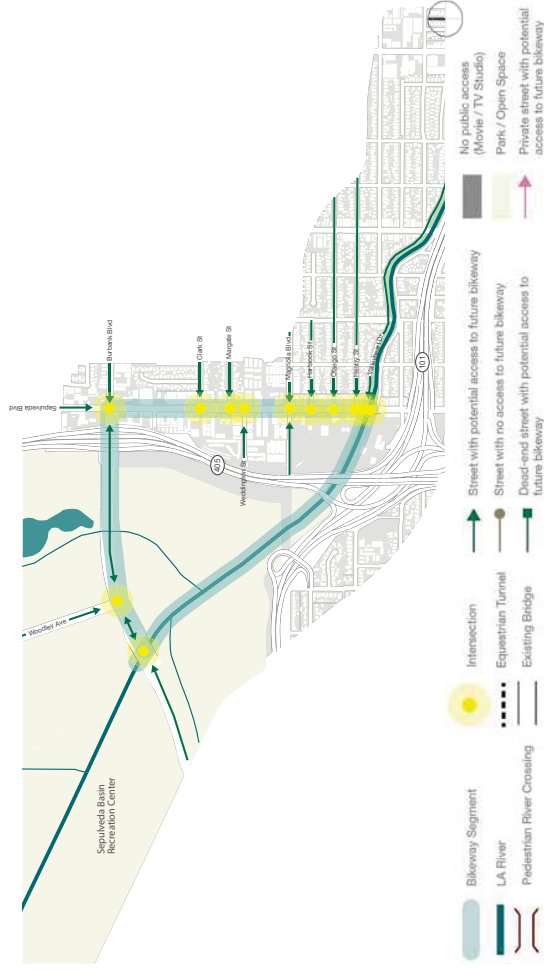 Sepulveda
Blvd
Burbank Blvd
Clark St
Margate St
Weddington St
Magnolia Blvd
Hartsook St
Otsego St
Hesby St
405
101
Woodley Ave
Sepulveda Basin
Recreation Center
Bikeway Segment
LA River
Pedestrian River Crossing
Intersection
Equestrian Tunnel
Existing Bridge
Street with potential access to future bikeway
Street with no access to future bikeway
Dead-end street with potential access to
future bikeway
No public access
(Movie / TV Studio)
Park / Open Space
Private street with potential
access to future bikeway